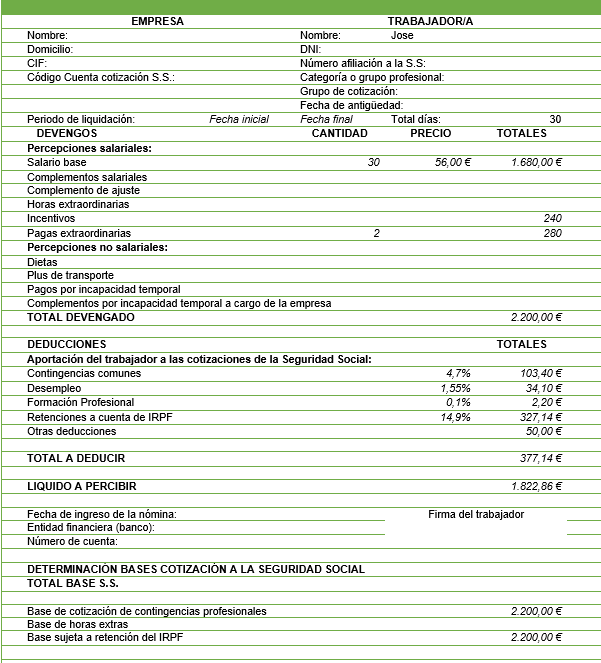 EMPRESA TRABAJADOR/A
Nombre: Nombre: Jose
Domicilio: DNI:
CIF: Número afiliación a la S.S:
Código Cuenta cotización S.S.: Categoría o grupo profesional:
Grupo de cotización:
Fecha de antigüedad:
Periodo de liquidación: Fecha inicial Fecha final Total días: 30
DEVENGOS CANTIDAD PRECIO TOTALES
Percepciones salariales:
Salario base 30 56,00 € 1.680,00 €
Complementos salariales
Complemento de ajuste
Horas extraordinarias
Incentivos 240
Pagas extraordinarias 2 280
Percepciones no salariales:
Dietas
Plus de transporte
Pagos por incapacidad temporal
Complementos por incapacidad temporal a cargo de la empresa
TOTAL DEVENGADO 2.200,00 €
DEDUCCIONES TOTALES
Aportación del trabajador a las cotizaciones de la Seguridad Social:
Contingencias comunes 4,7% 103,40 €
Desempleo 1,55% 34,10 €
Formación Profesional 0,1% 2,20 €
Retenciones a cuenta de IRPF 14,9% 327,14 €
Otras deducciones 50,00 €
TOTAL A DEDUCIR 377,14 €
LIQUIDO A PERCIBIR 1.822,86 €
Fecha de ingreso de la nómina: Firma del trabajador
Entidad financiera (banco):
Número de cuenta:
DETERMINACIÓN BASES COTIZACIÓN A LA SEGURIDAD SOCIAL
TOTAL BASE S.S.
Base de cotización de contingencias profesionales 2.200,00 €
Base de horas extras
Base sujeta a retención del IRPF 2.200,00 €